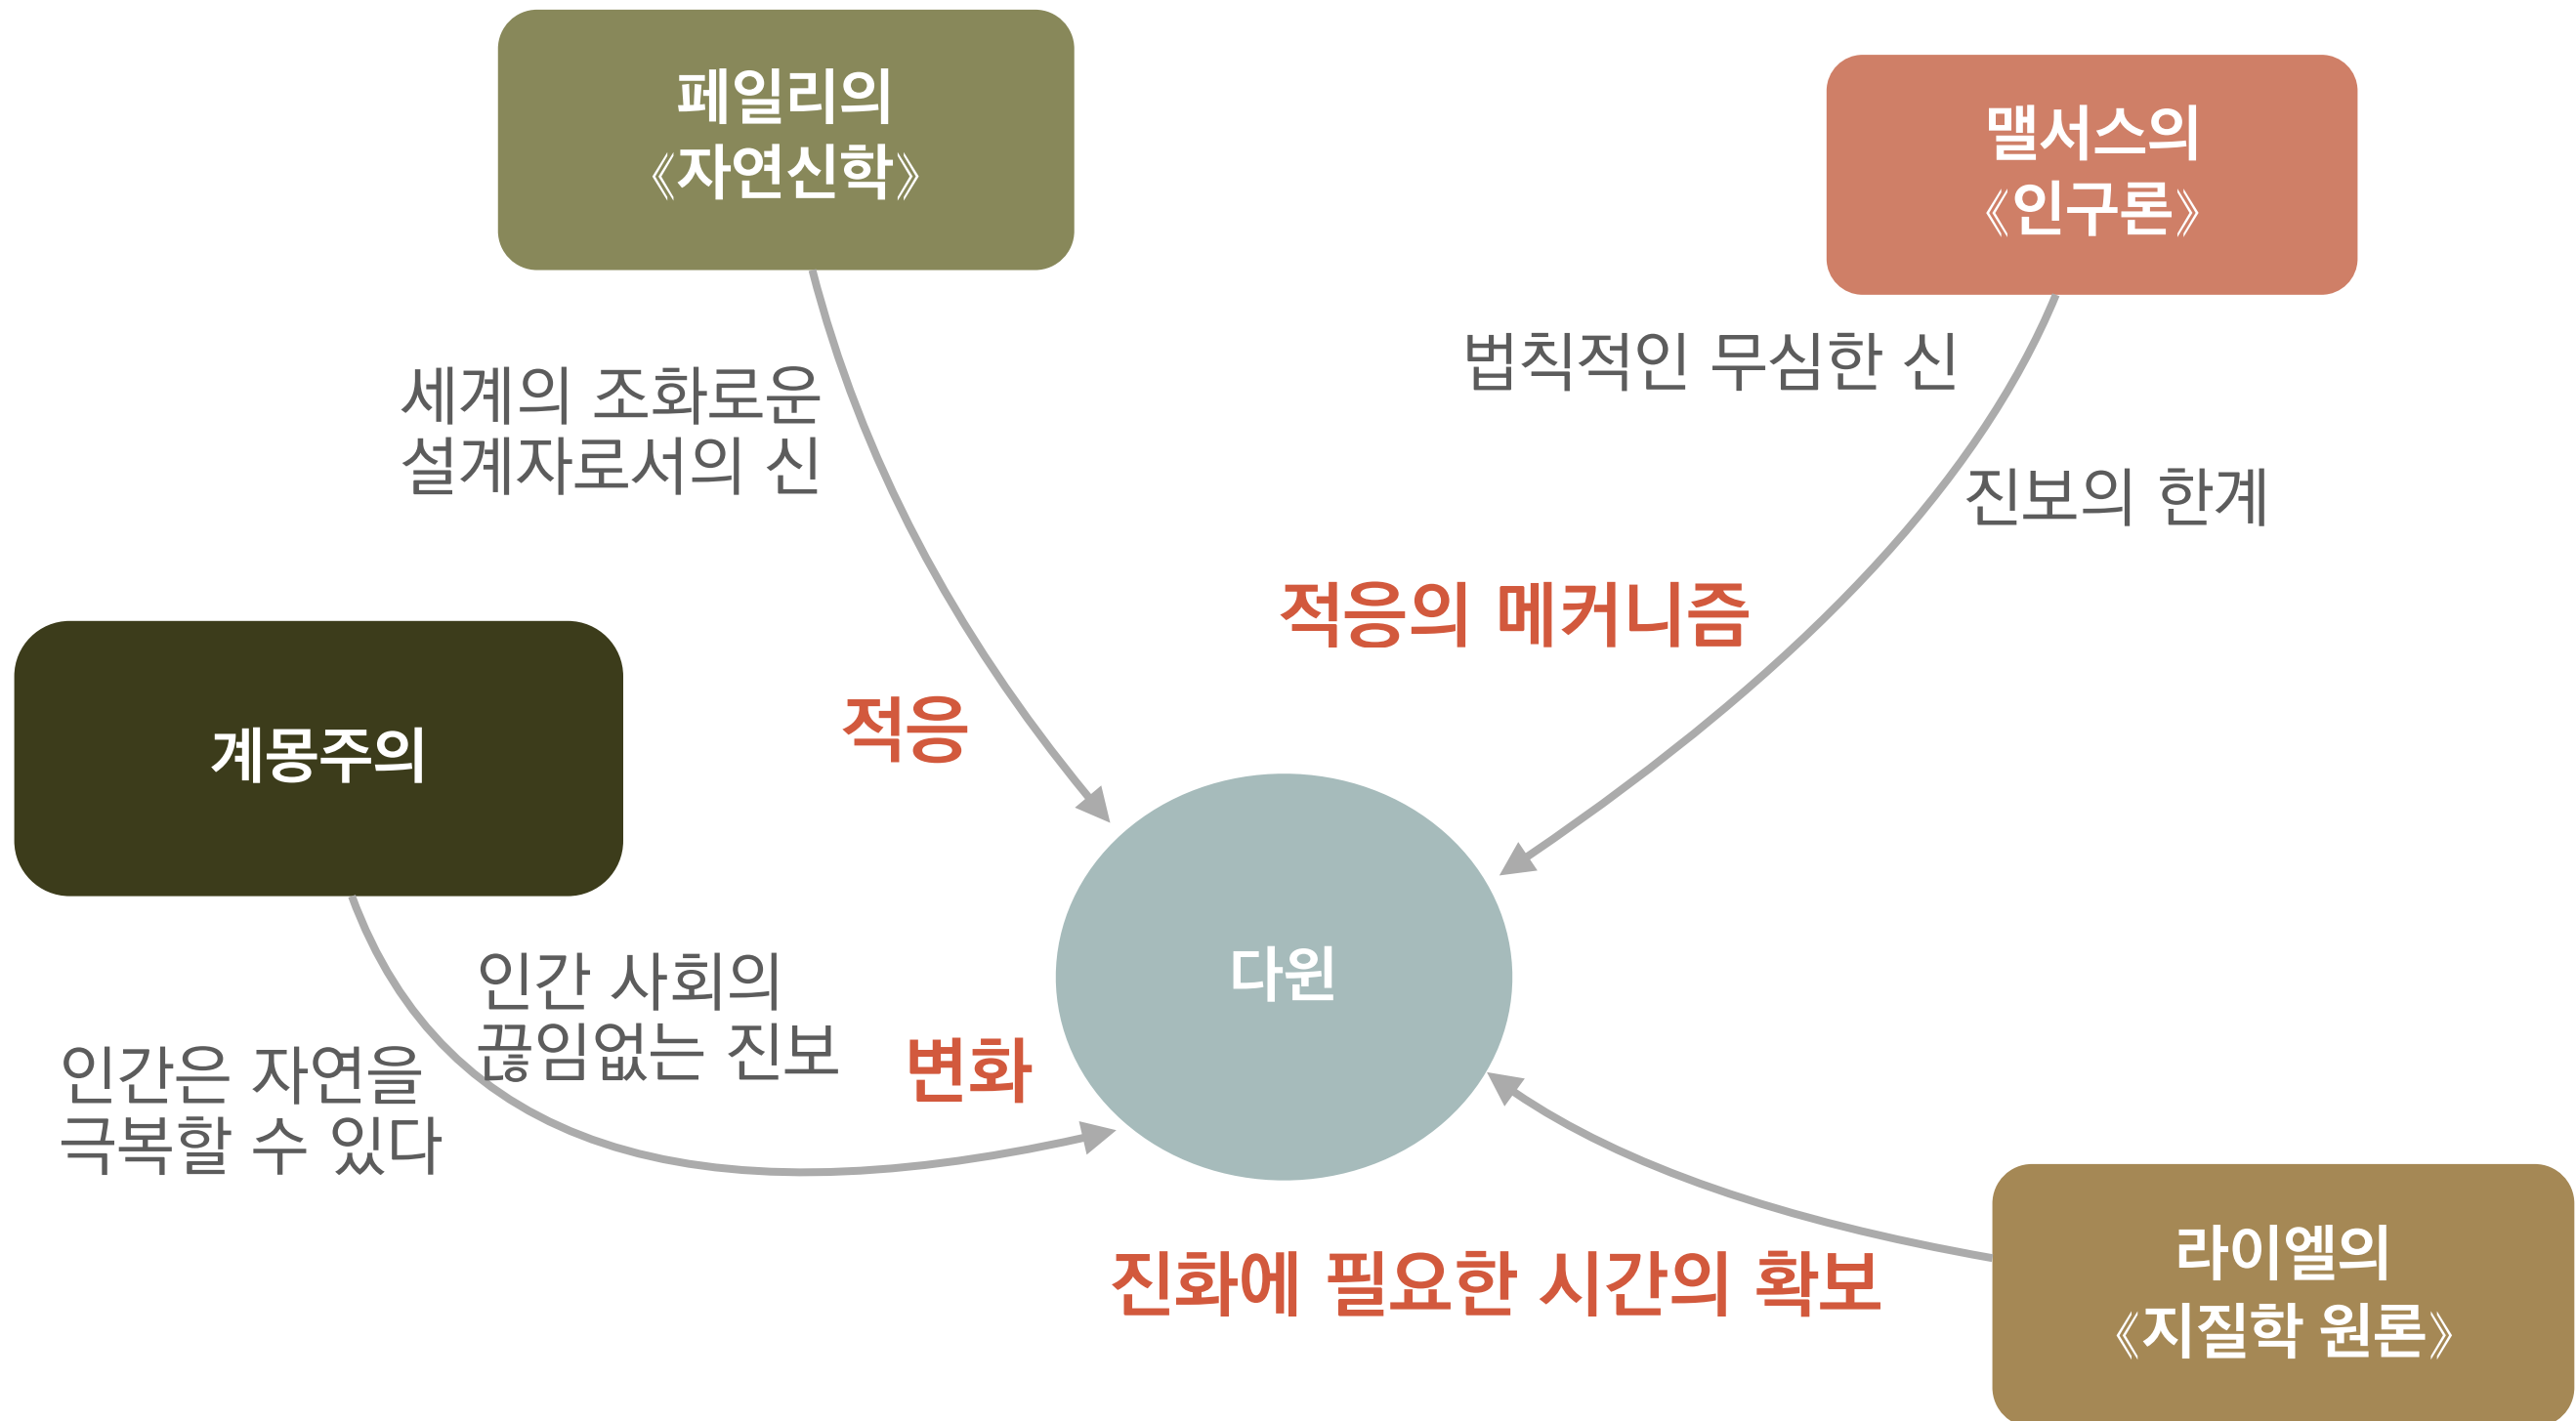 페일리의
《자연신학》
맬서스의
《인구론》
법칙적인 무심한 신
세계의 조화로운
설계자로서의 신
진보의 한계
적응의 메커니즘
적응
계몽주의
다윈
인간 사회의
끊임없는 진보
변화
인간은 자연을
극복할 수 있다
진화에 필요한 시간의 확보
라이엘의
《지질학 원론》